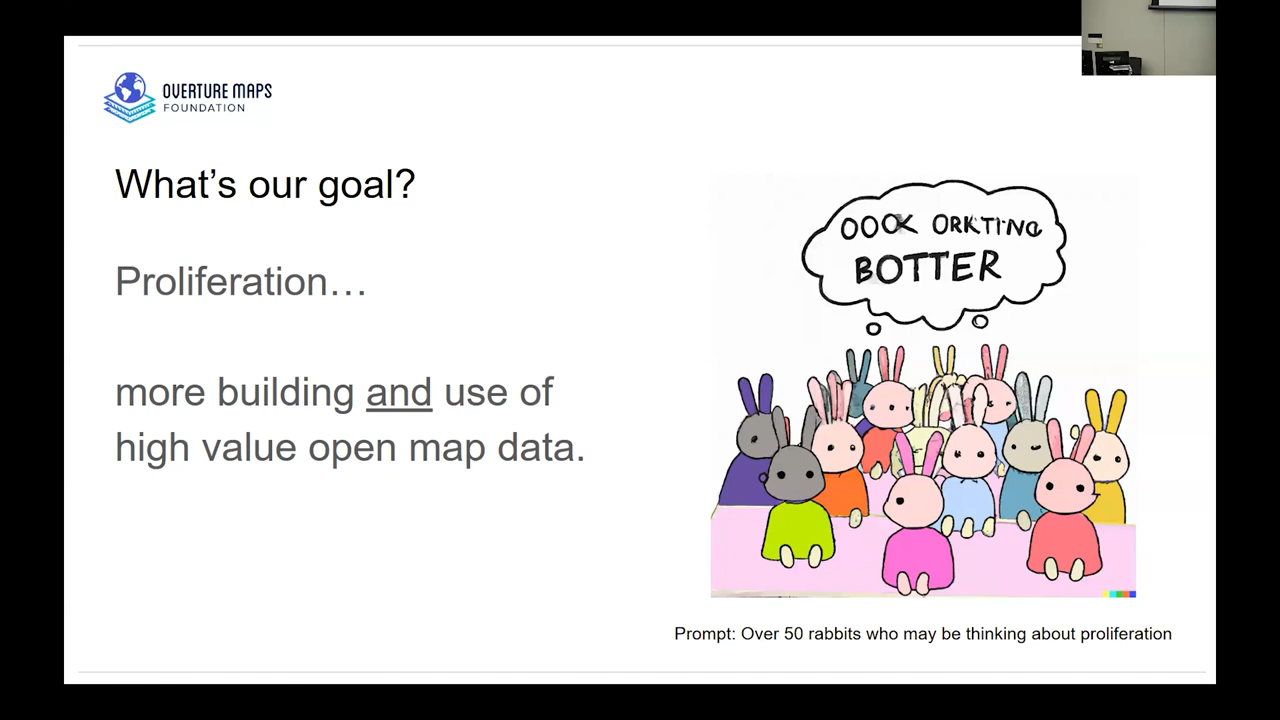 OVERTURE MAPS
FOUNDATION
What's our goal?
Proliferation…
more building and use of
high value open map data.
OOOK ORKTING
BOTTER
Prompt: Over 50 rabbits who may be thinking about proliferation